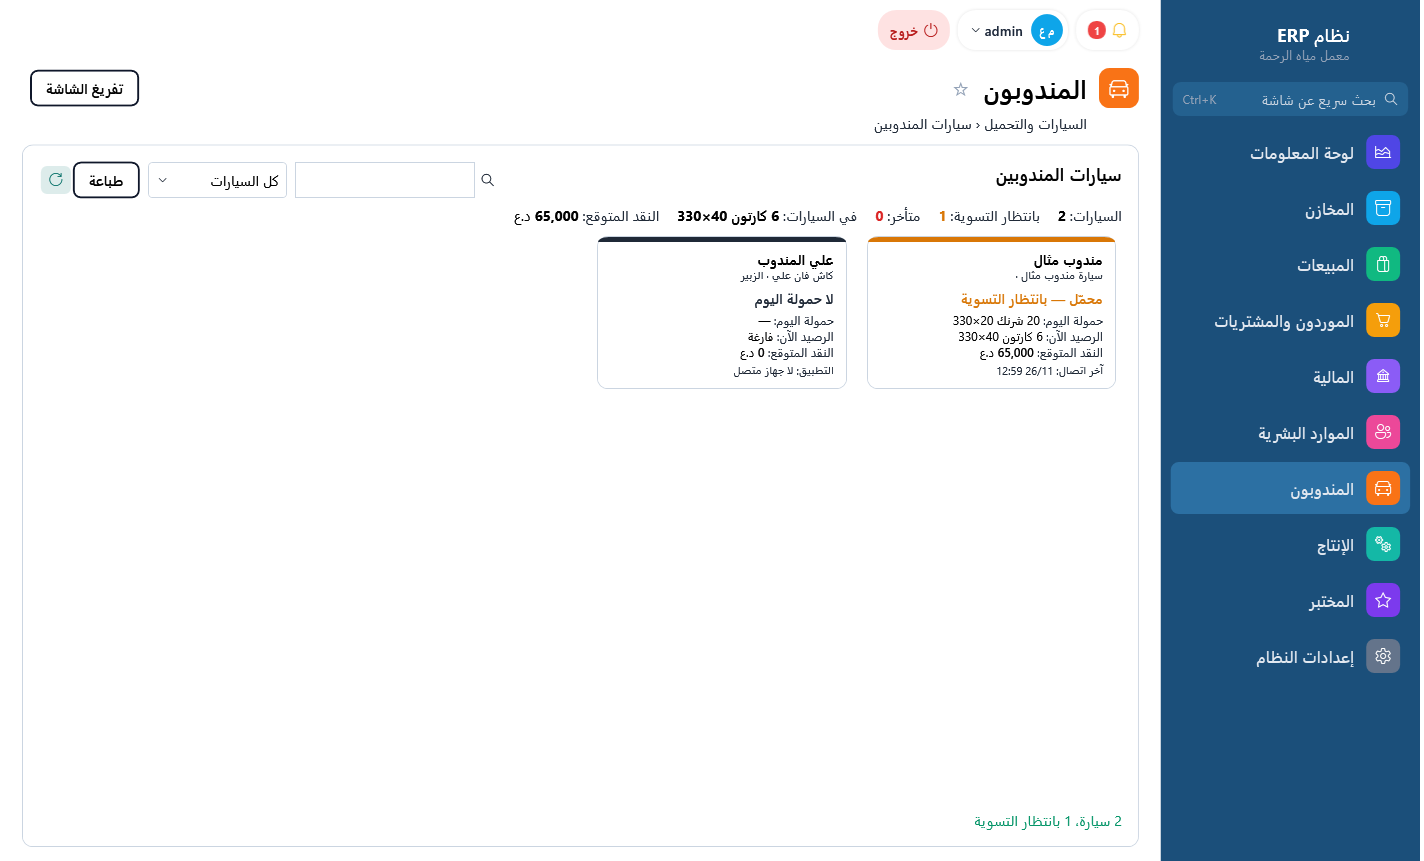 نظام ERP
معمل مياه الرحمة
بحث سريع عن شاشة Ctrl+K
لوحة المعلومات
المخازن
المبيعات
الموردون والمشتريات
المالية
الموارد البشرية
المندوبون
الإنتاج
المختبر
إعدادات النظام
1 م ع admin خروج
المندوبون
تفريغ الشاشة
السيارات والتحميل › سيارات المندوبين
سيارات المندوبين
كل السيارات طباعة
السيارات: 2 بانتظار التسوية: 1 متأخر: 0 في السيارات: 6 كارتون 40×330 النقد المتوقع: 65,000 د.ع
مندوب مثال
سيارة مندوب مثال ·
محمّل — بانتظار التسوية
حمولة اليوم: 20 شرنك 20×330
الرصيد الآن: 6 كارتون 40×330
النقد المتوقع: 65,000 د.ع
آخر اتصال: 26/11 12:59
علي المندوب
كاش فان علي · الزبير
لا حمولة اليوم
حمولة اليوم: —
الرصيد الآن: فارغة
النقد المتوقع: 0 د.ع
التطبيق: لا جهاز متصل
2 سيارة، 1 بانتظار التسوية